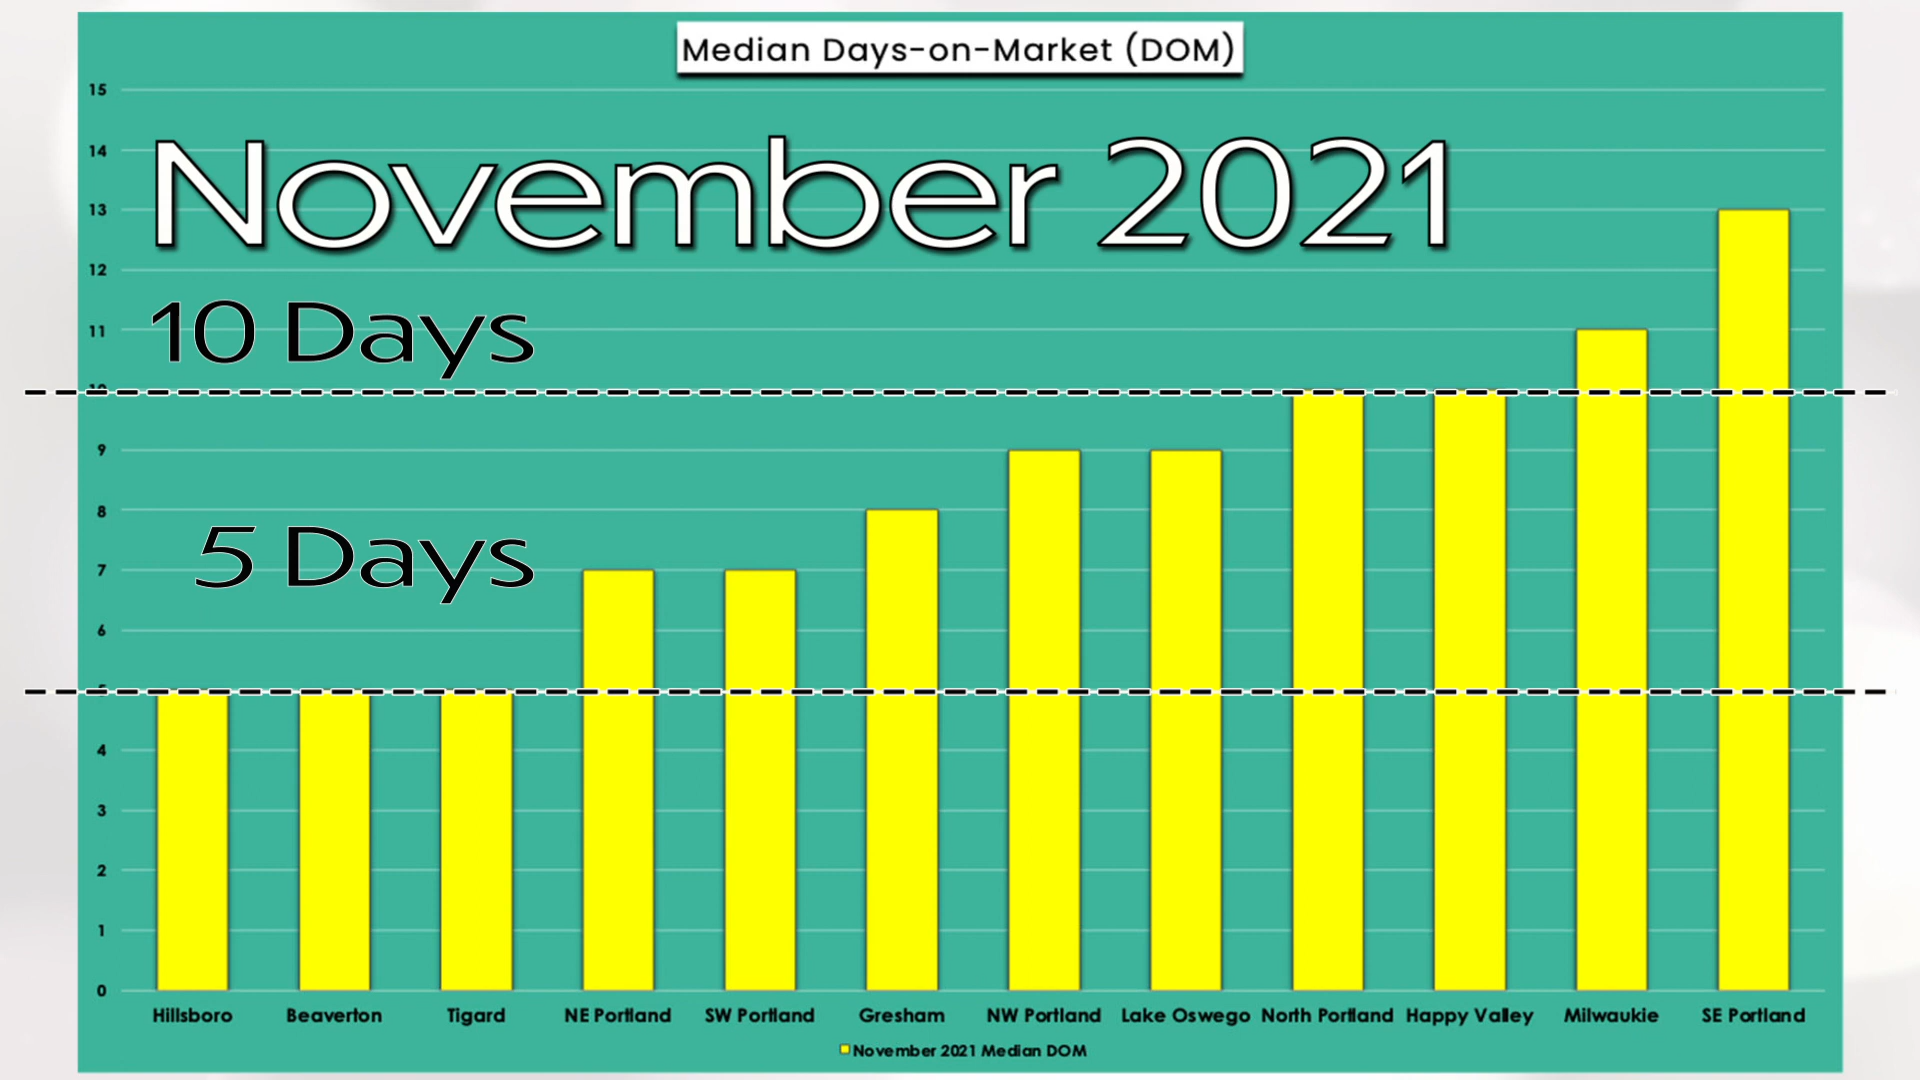 Median Days-on-Market (DOM)
15
14
November 2021
13
12
10 Days
11
9
8
5 Days
7
6
4
3
2
1
0
Hillsboro Beaverton Tigard NE Portland SW Portland Gresham NW Portland Lake Oswego North Portland Happy Valley Milwaukie SE Portland
November 2021 Median DOM